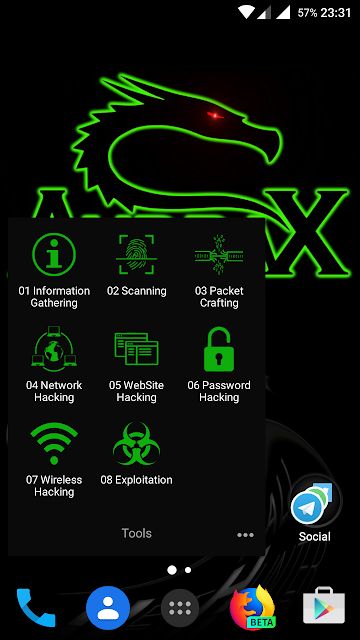 57% 23:31
01 Information
Gathering
02 Scanning
03 Packet
Crafting
04 Network
Hacking
05 WebSite
Hacking
06 Password
Hacking
07 Wireless
Hacking
08 Exploitation
Tools
Social
BETA